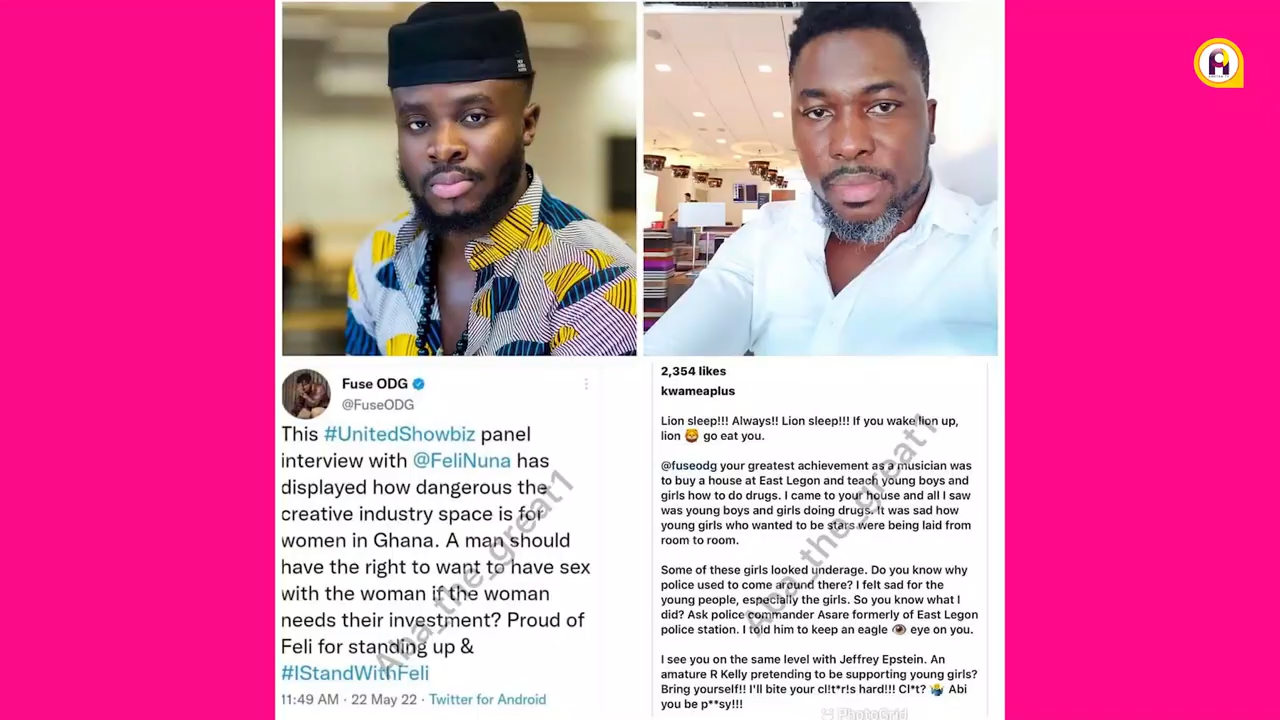 Fuse ODG
@FuseODG
This #UnitedShowbiz panel
interview with @FeliNuna has
displayed how dangerous the
creative industry space is for
women in Ghana. A man should
have the right to want to have sex
with the woman if the woman
needs their investment? Proud of
Feli for standing up &
#IStandWithFeli
11:49 AM · 22 May 22 · Twitter for Android
Aba_the_great1
2,354 likes
kwameaplus
Lion sleep!!! Always!! Lion sleep!!! If you wake lion up,
lion 🦁 go eat you.
@fuseodg your greatest achievement as a musician was
to buy a house at East Legon and teach young boys and
girls how to do drugs. I came to your house and all I saw
was young boys and girls doing drugs. It was sad how
young girls who wanted to be stars were being laid from
room to room.
Some of these girls looked underage. Do you know why
police used to come around there? I felt sad for the
young people, especially the girls. So you know what I
did? Ask police commander Asare formerly of East Legon
police station. I told him to keep an eagle 👁 eye on you.
I see you on the same level with Jeffrey Epstein. An
amature R Kelly pretending to be supporting young girls?
Bring yourself!! I'll bite your cl!t*r!s hard!!! Cl*t? 🤷 Abi
you be p**sy!!!
Aba_the_great1
PhotoGrid